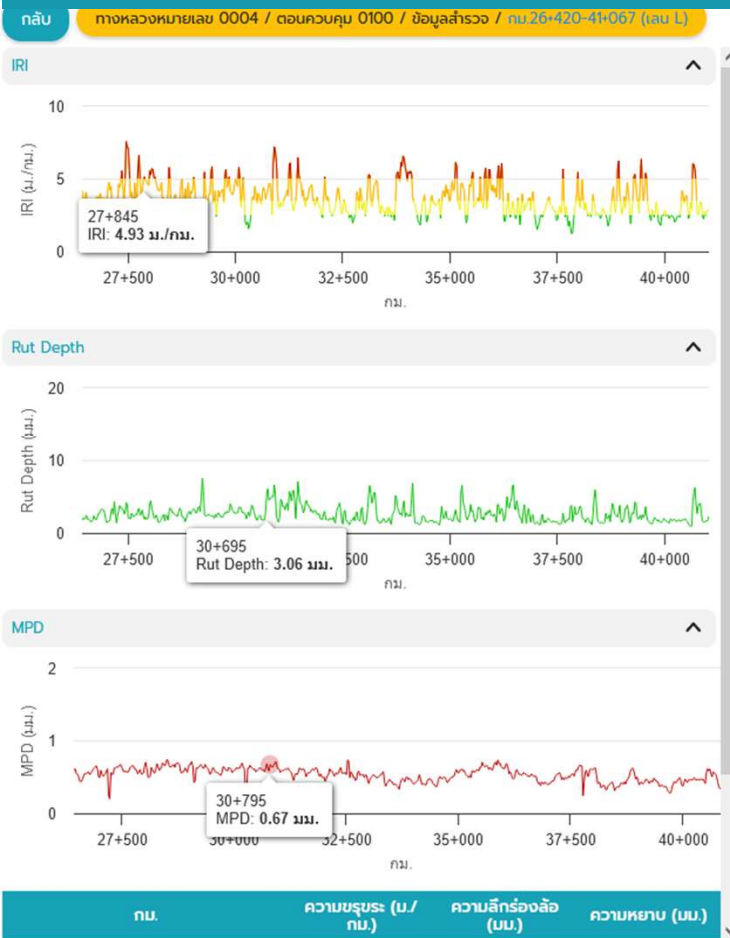 กลับ
ทางหลวงหมายเลข 0004 / ตอนควบคุม 0100 / ข้อมูลสำรวจ / กม.26+420-41+067 (เลน L)
IRI
IRI (ม./กม.)
10
5
0
27+845
IRI: 4.93 ม./กม.
27+500 30+000 32+500 35+000 37+500 40+000
กม.
Rut Depth
Rut Depth (มม.)
20
10
0
30+695
Rut Depth: 3.06 มม.
27+500 500 35+000 37+500 40+000
กม.
MPD
MPD (มม.)
2
1
0
30+795
MPD: 0.67 มม.
27+500 30+000 32+500 35+000 37+500 40+000
กม.
กม. ความขรุขระ (ม./กม.) ความลึกร่องล้อ (มม.) ความหยาบ (มม.)